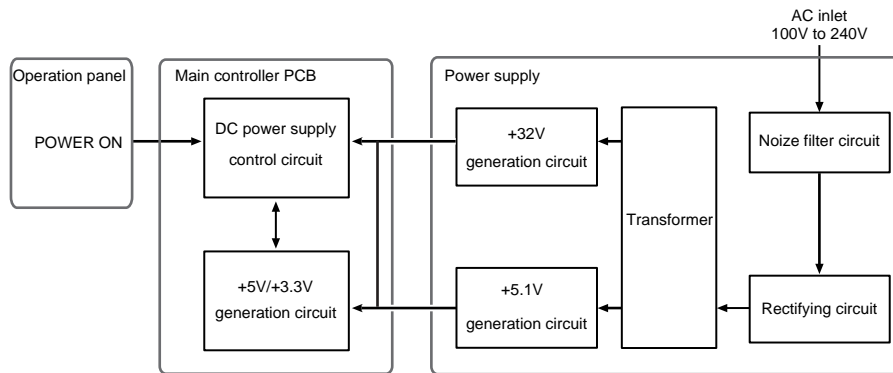 AC inlet
100V to 240V
Operation panel
Main controller PCB
Power supply
POWER ON
DC power supply
control circuit
+32V
generation circuit
Noize filter circuit
Transformer
+5V/+3.3V
generation circuit
+5.1V
generation circuit
Rectifying circuit